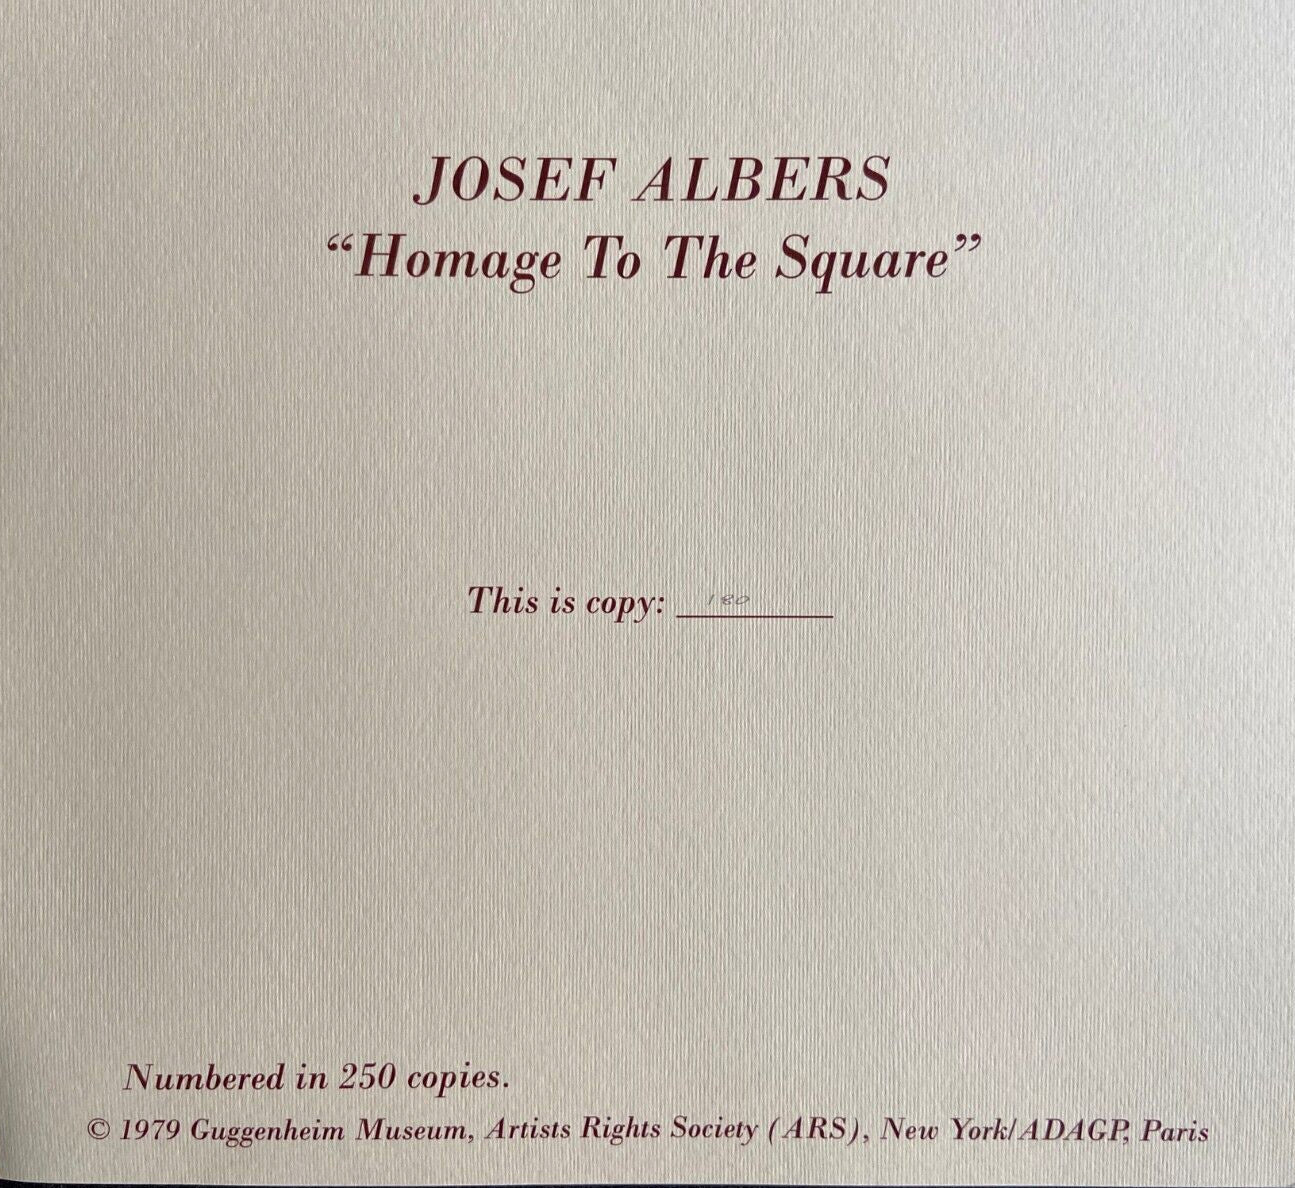 JOSEF ALBERS
“Homage To The Square”
This is copy: 180
Numbered in 250 copies.
© 1979 Guggenheim Museum, Artists Rights Society (ARS), New York/ADAGP, Paris